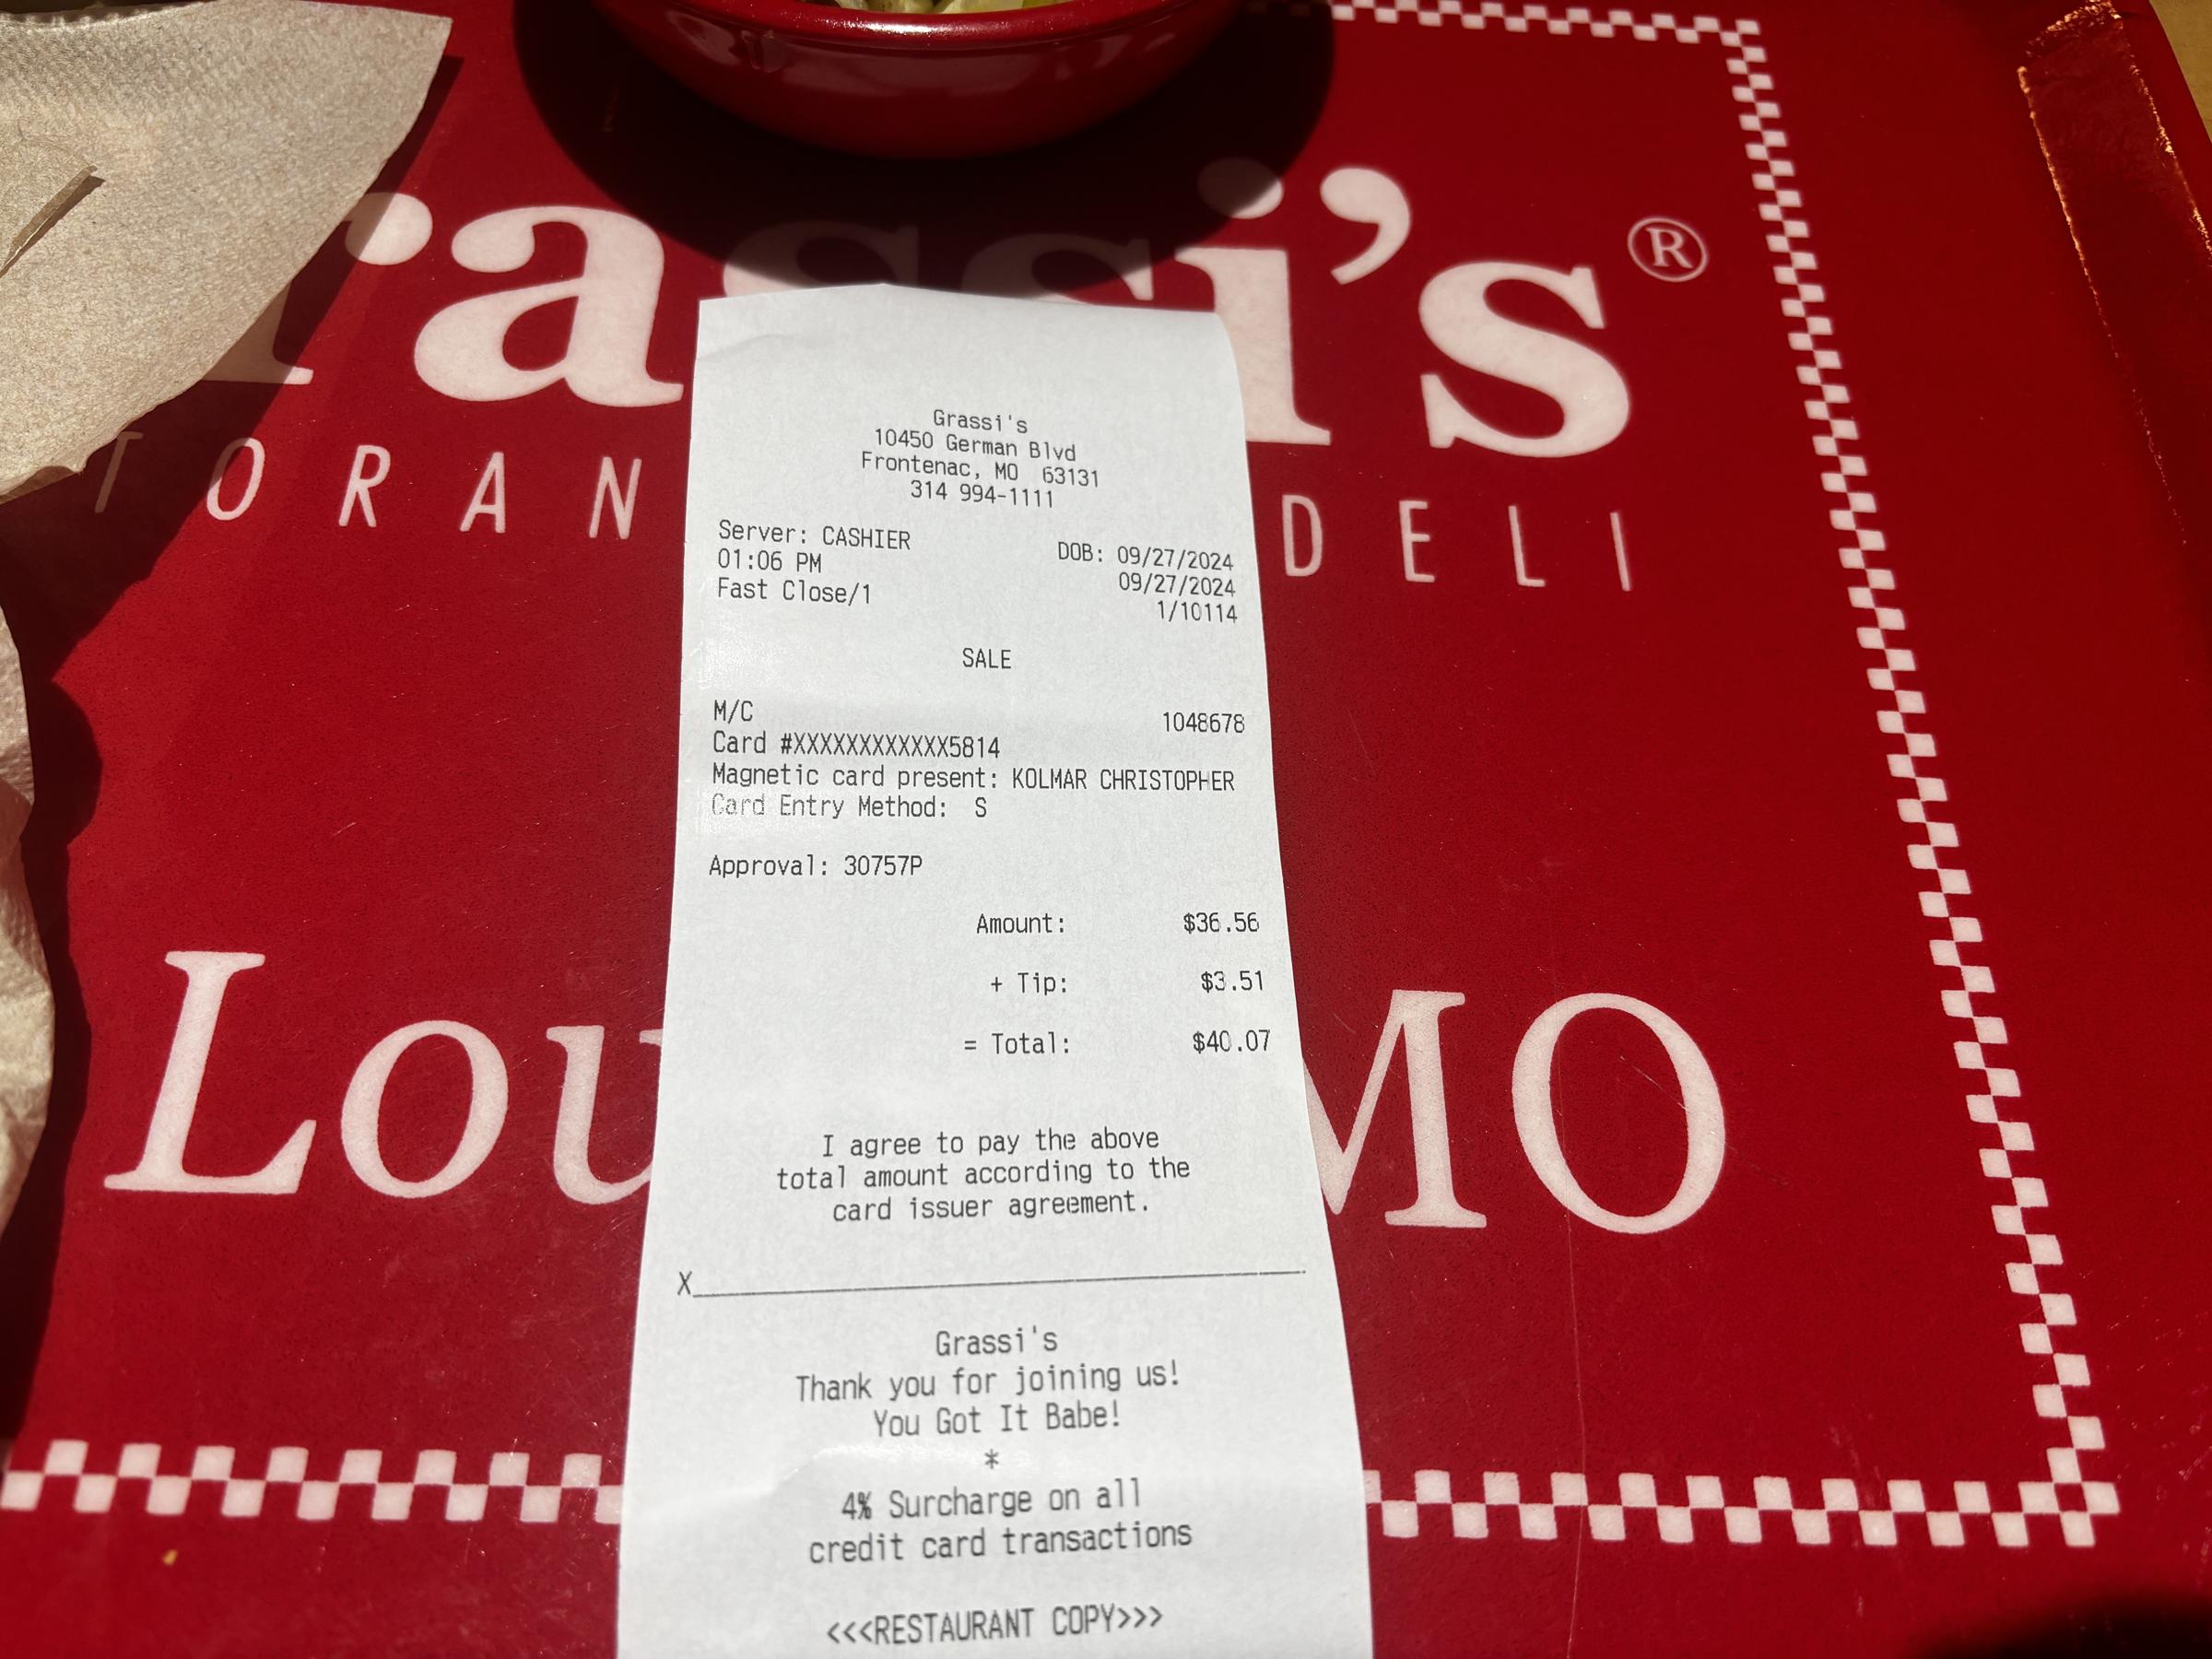 rassi's®
TORAN DELI
Grassi's
10450 German Blvd
Frontenac, MO 63131
314 994-1111
Server: CASHIER DOB: 09/27/2024
01:06 PM 09/27/2024
Fast Close/1 1/10114
SALE
M/C 1048678
Card #XXXXXXXXXXXX5814
Magnetic card present: KOLMAR CHRISTOPHER
Card Entry Method: S
Approval: 30757P
Amount: $36.56
+ Tip: $3.51
= Total: $40.07
I agree to pay the above
total amount according to the
card issuer agreement.
X
Grassi's
Thank you for joining us!
You Got It Babe!
*
4% Surcharge on all
credit card transactions
<<<RESTAURANT COPY>>>
Lou MO